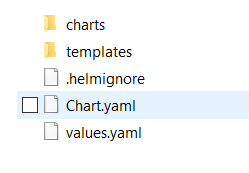 charts
templates
.helmignore
Chart.yaml
values.yaml